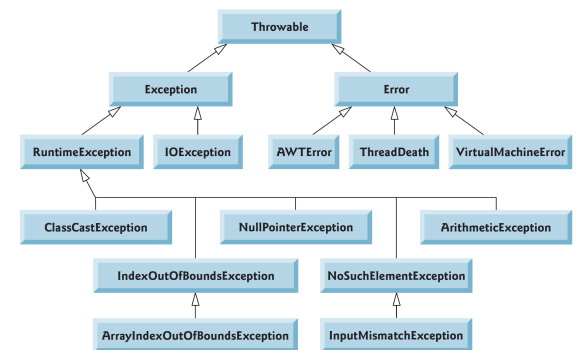 Throwable
Exception
Error
RuntimeException
IOException
AWTError
ThreadDeath
VirtualMachineError
ClassCastException
NullPointerException
ArithmeticException
IndexOutOfBoundsException
NoSuchElementException
ArrayIndexOutOfBoundsException
InputMismatchException